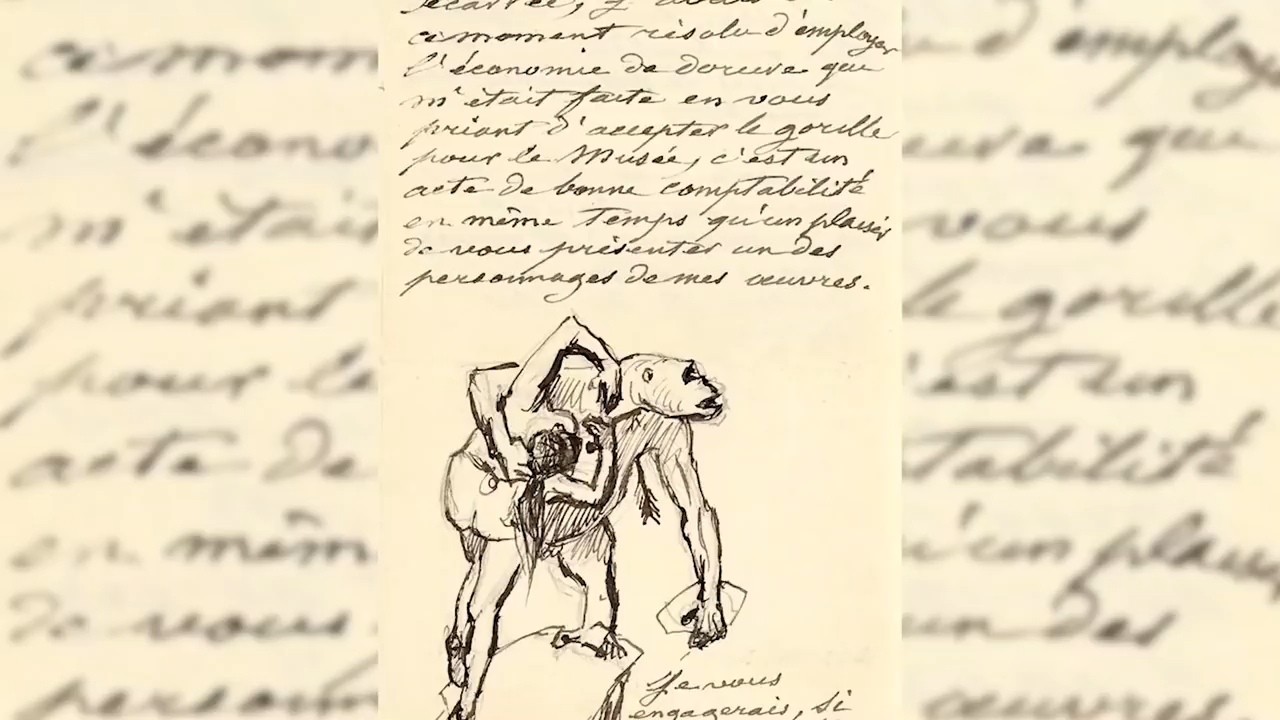 ce moment résolu d'employer
l'économie de dorure que
m'était faite en vous
priant d'accepter le gorille
pour le Musée, c'est un
acte de bonne comptabilité
en même temps qu'un plaisir
de vous présenter un des
personnages de mes œuvres.
Je vous
engagerais, si